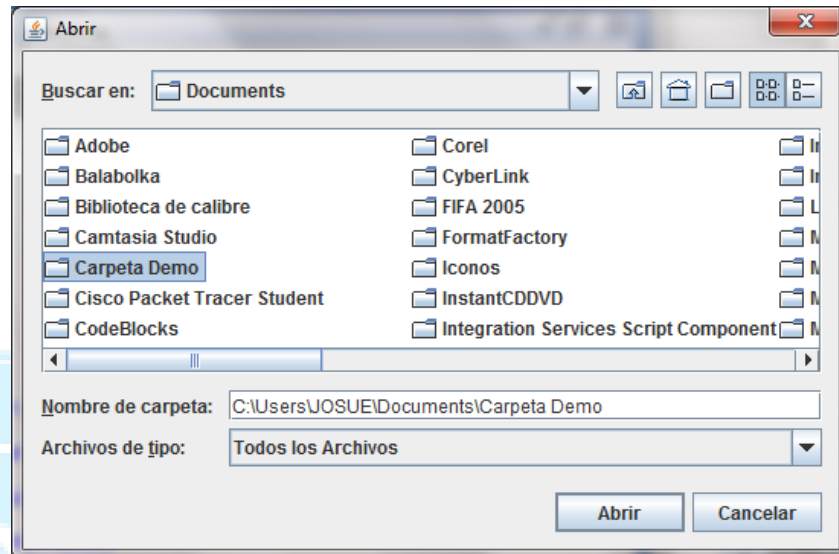 Abrir
Buscar en: Documents
Adobe
Balabolka
Biblioteca de calibre
Camtasia Studio
Carpeta Demo
Cisco Packet Tracer Student
CodeBlocks
Corel
CyberLink
FIFA 2005
FormatFactory
Iconos
InstantCDDVD
Integration Services Script Component
Nombre de carpeta: C:\Users\JOSUE\Documents\Carpeta Demo
Archivos de tipo: Todos los Archivos
Abrir Cancelar